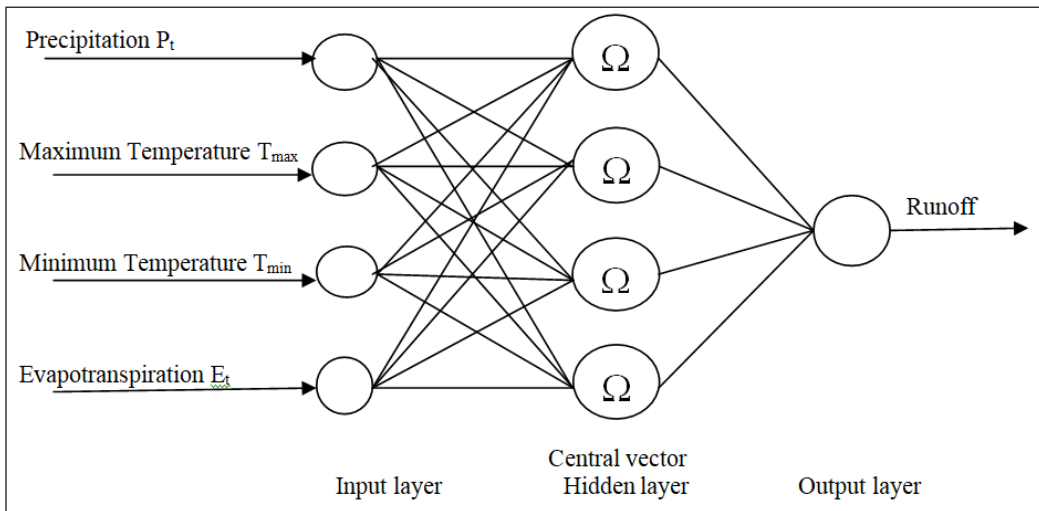 Precipitation Pt
Ω
Maximum Temperature Tmax
Ω
Runoff
Minimum Temperature Tmin
Ω
Evapotranspiration Et
Ω
Central vector
Input layer
Hidden layer
Output layer